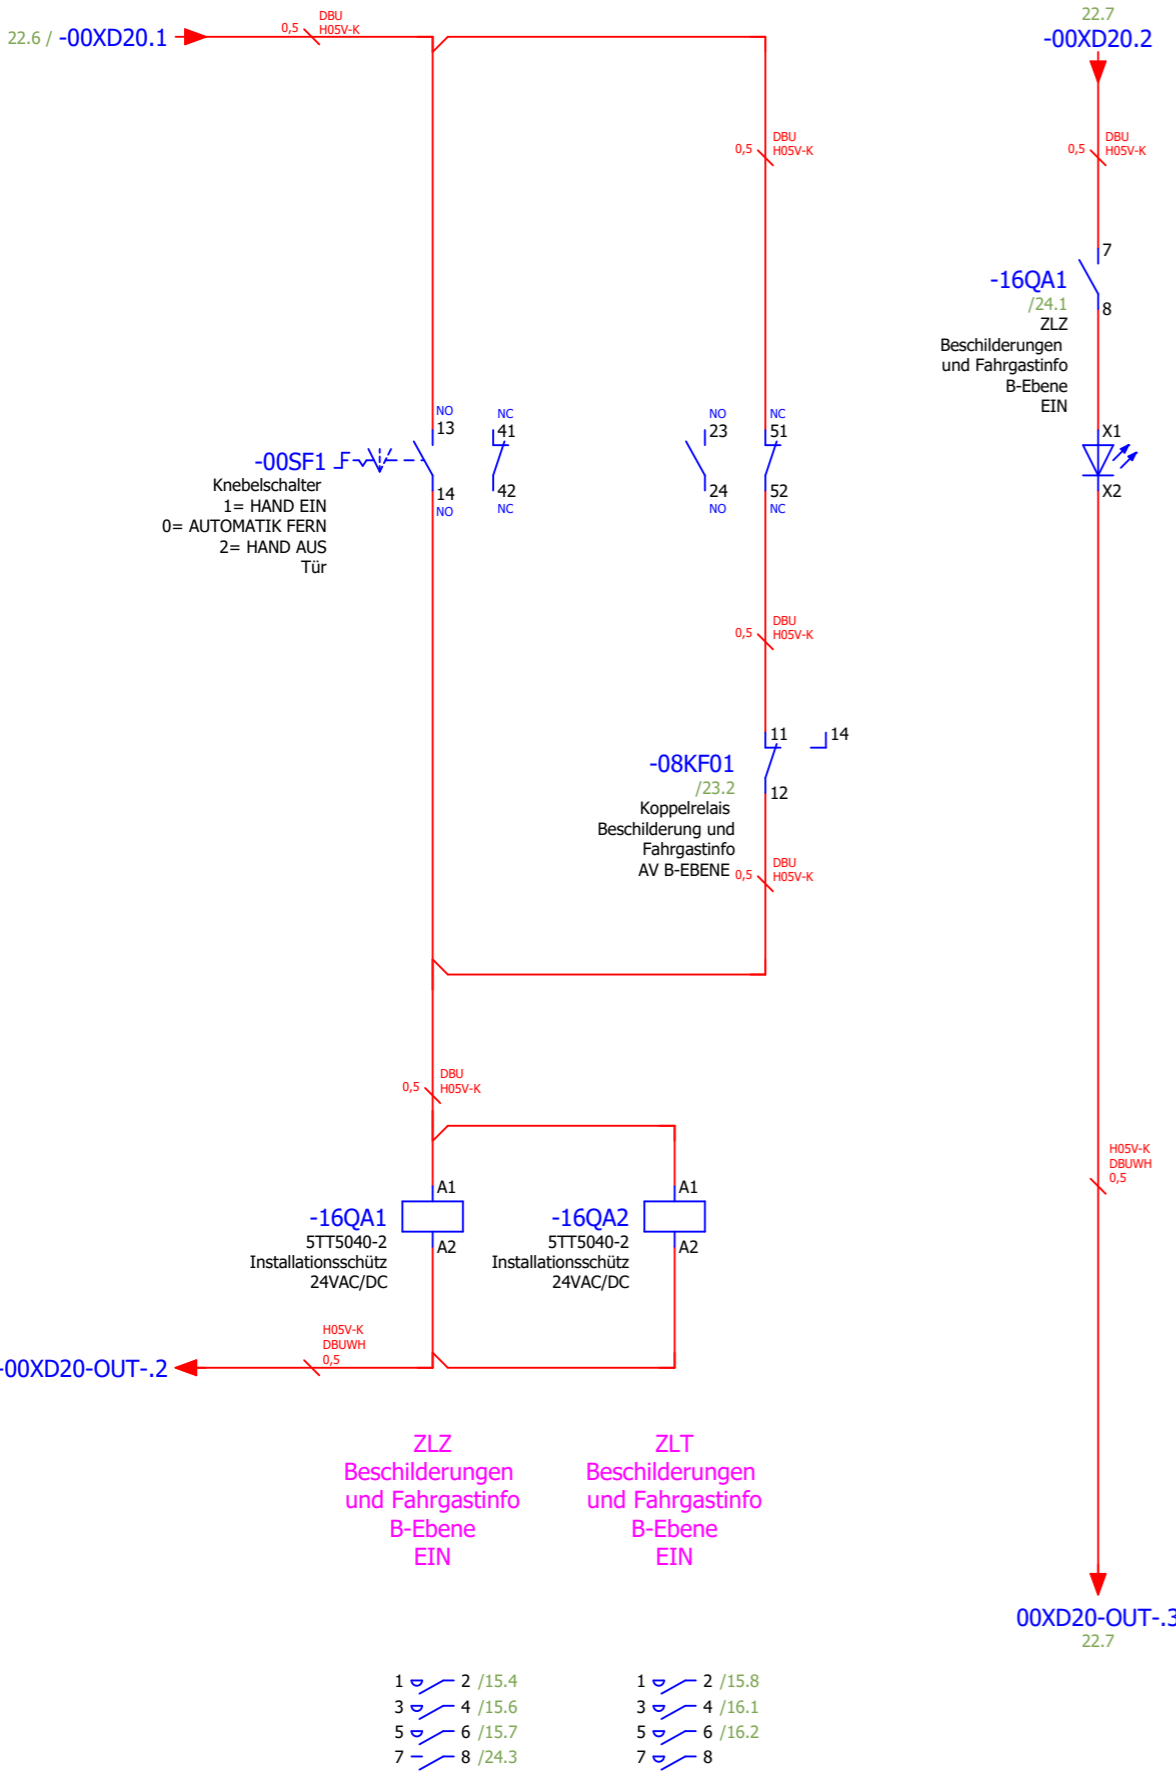 22.6 / -00XD20.1
DBU
0,5 H05V-K
22.7
-00XD20.2
DBU
0,5 H05V-K
DBU
0,5 H05V-K
7
-16QA1
/24.1
8
ZLZ
Beschilderungen
und Fahrgastinfo
B-Ebene
EIN
X1
X2
NO
13
NC
41
NO
23
NC
51
-00SF1
Knebelschalter
1= HAND EIN
0= AUTOMATIK FERN
2= HAND AUS
Tür
14
NO
42
NC
24
NO
52
NC
DBU
0,5 H05V-K
11
14
-08KF01
/23.2
12
Koppelrelais
Beschilderung und
Fahrgastinfo
AV B-EBENE
DBU
0,5 H05V-K
DBU
0,5 H05V-K
A1
-16QA1
5TT5040-2
Installationsschütz
24VAC/DC
A2
A1
-16QA2
5TT5040-2
Installationsschütz
24VAC/DC
A2
H05V-K
DBUWH
0,5
H05V-K
DBUWH
0,5
-00XD20-OUT-.2
ZLZ
Beschilderungen
und Fahrgastinfo
B-Ebene
EIN
ZLT
Beschilderungen
und Fahrgastinfo
B-Ebene
EIN
00XD20-OUT-.3
22.7
1 2 /15.4
3 4 /15.6
5 6 /15.7
7 8 /24.3
1 2 /15.8
3 4 /16.1
5 6 /16.2
7 8